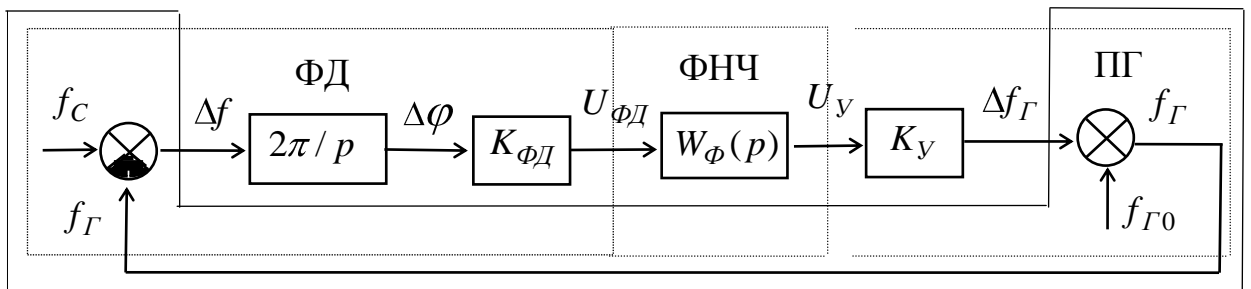 ФД ФНЧ ПГ
f_C Δf Δφ U_ФД U_У Δf_Г f_Г
2π/p K_ФД W_Ф(p) K_У
f_Г f_Г0